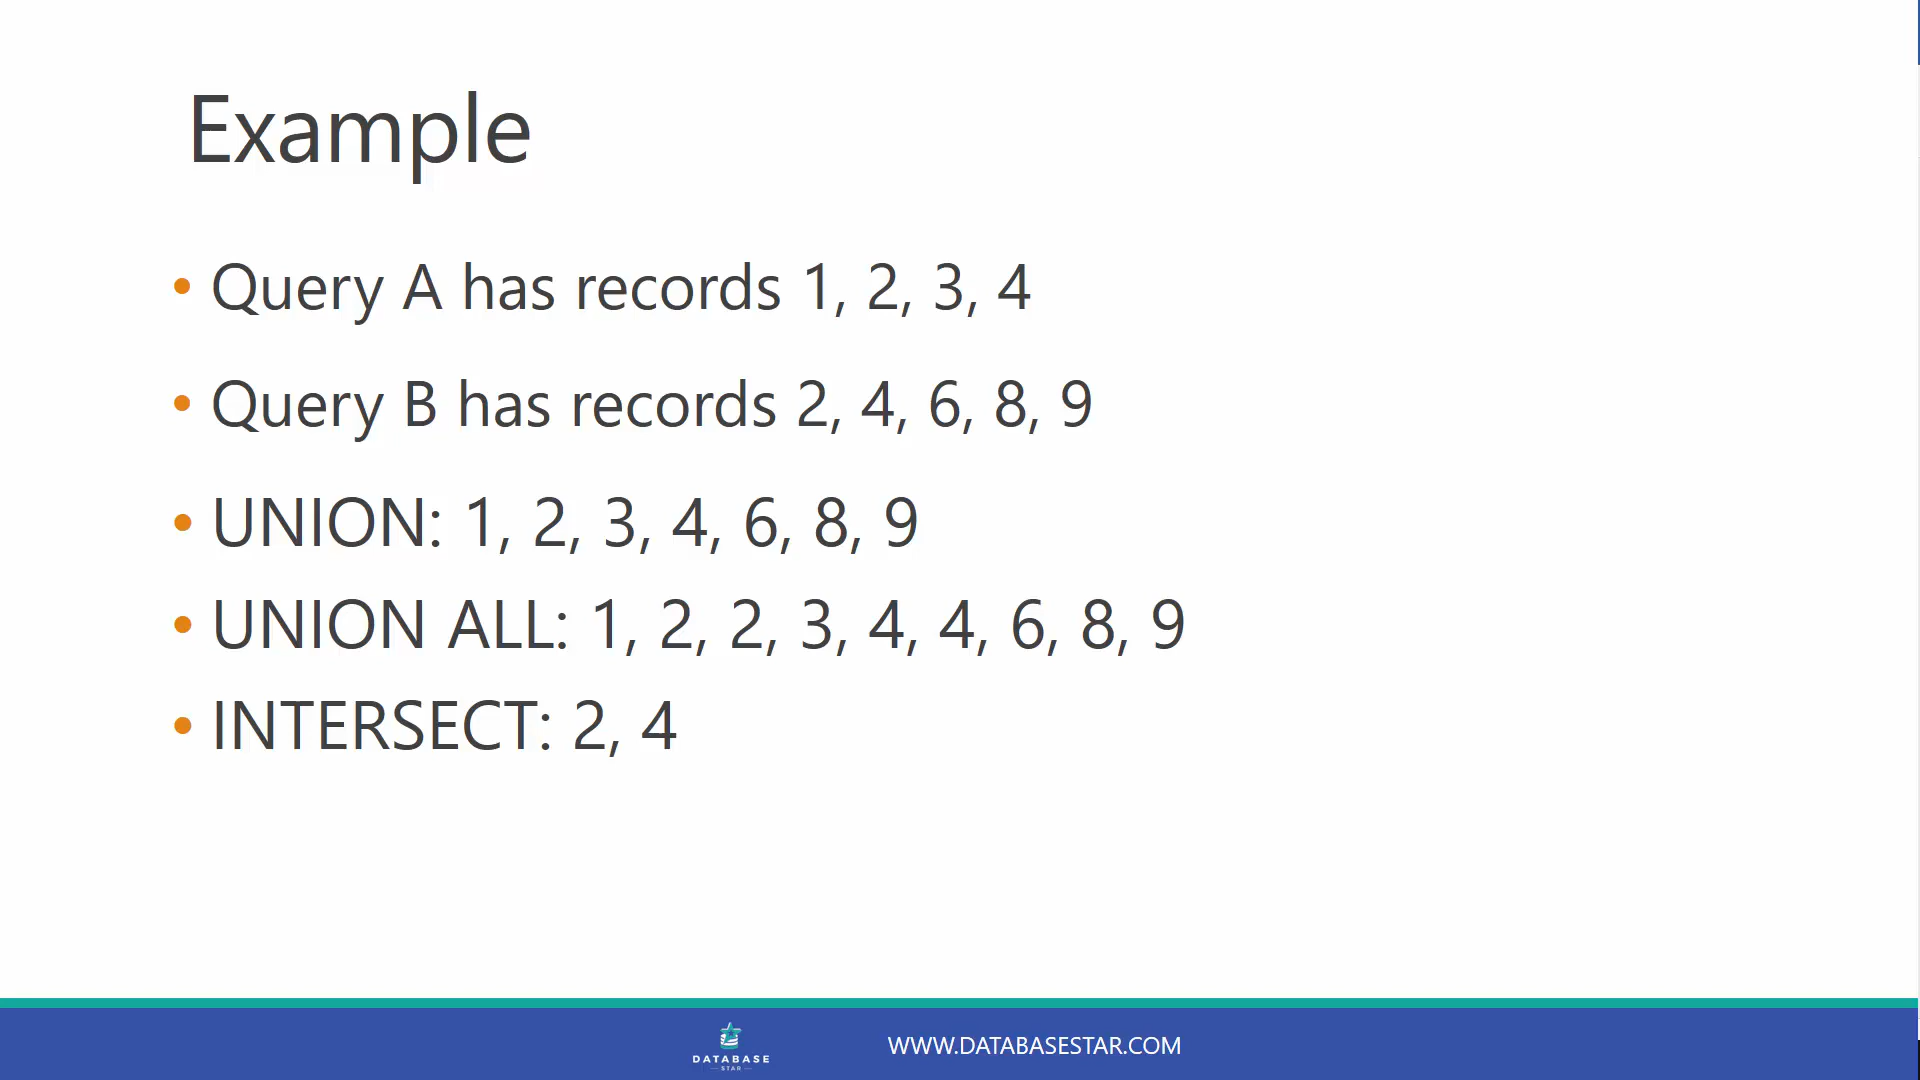 Example
• Query A has records 1, 2, 3, 4
• Query B has records 2, 4, 6, 8, 9
• UNION: 1, 2, 3, 4, 6, 8, 9
• UNION ALL: 1, 2, 2, 3, 4, 4, 6, 8, 9
• INTERSECT: 2, 4
DATABASE
STAR
WWW.DATABASESTAR.COM